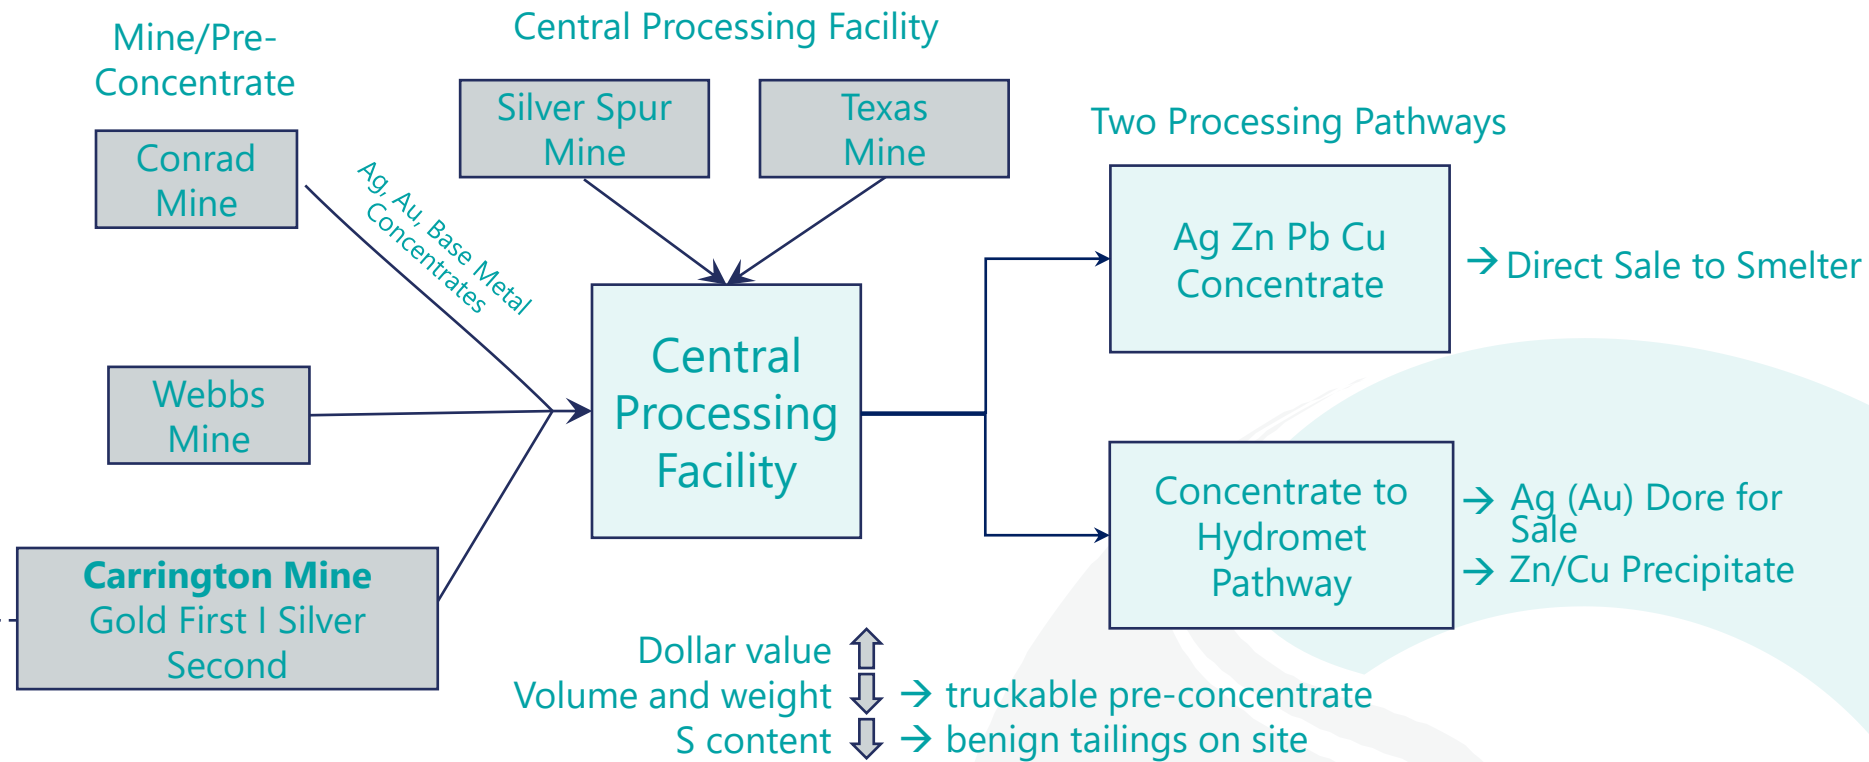 Mine/Pre-
Concentrate
Central Processing Facility
Conrad
Mine
Silver Spur
Mine
Texas
Mine
Two Processing Pathways
Ag, Au, Base Metal
Concentrates
Ag Zn Pb Cu
Concentrate
→ Direct Sale to Smelter
Webbs
Mine
Central
Processing
Facility
Concentrate to
Hydromet
Pathway
→ Ag (Au) Dore for
Sale
→ Zn/Cu Precipitate
Carrington Mine
Gold First I Silver
Second
Dollar value
Volume and weight → truckable pre-concentrate
S content → benign tailings on site